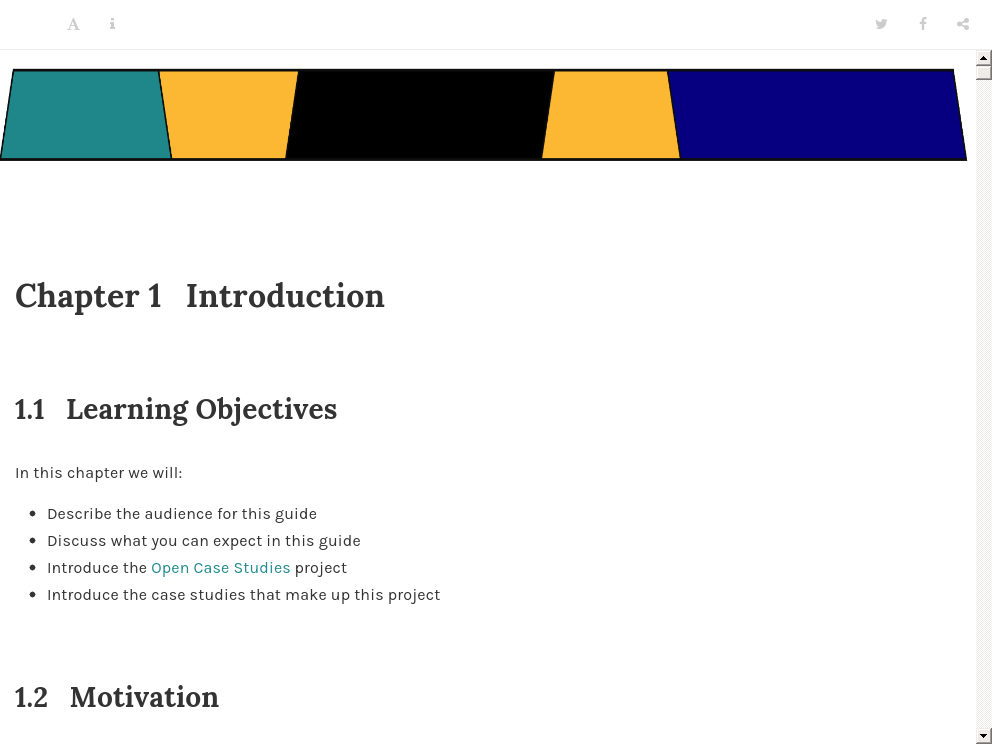 Chapter 1 Introduction
1.1 Learning Objectives
In this chapter we will:
Describe the audience for this guide
Discuss what you can expect in this guide
Introduce the Open Case Studies project
Introduce the case studies that make up this project
1.2 Motivation